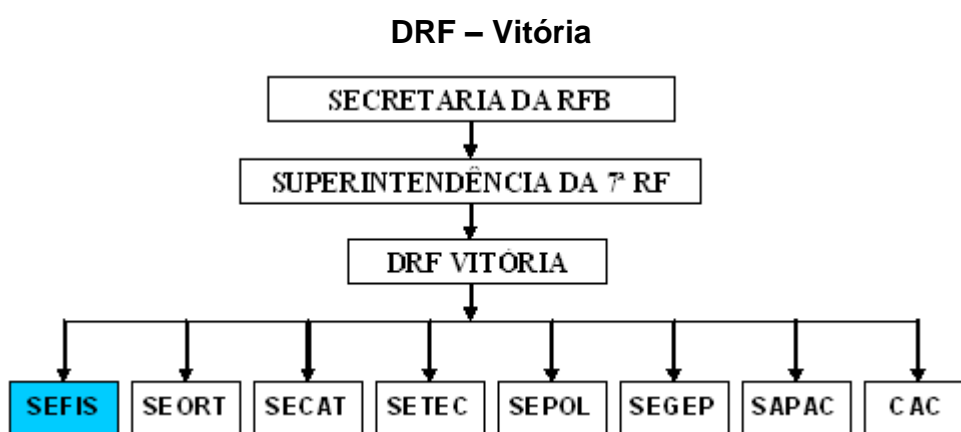 DRF – Vitória
SECRETARIA DA RFB
SUPERINTENDÊNCIA DA 7ª RF
DRF VITÓRIA
SEFIS SEORT SECAT SETEC SEPOL SEGEP SAPAC CAC